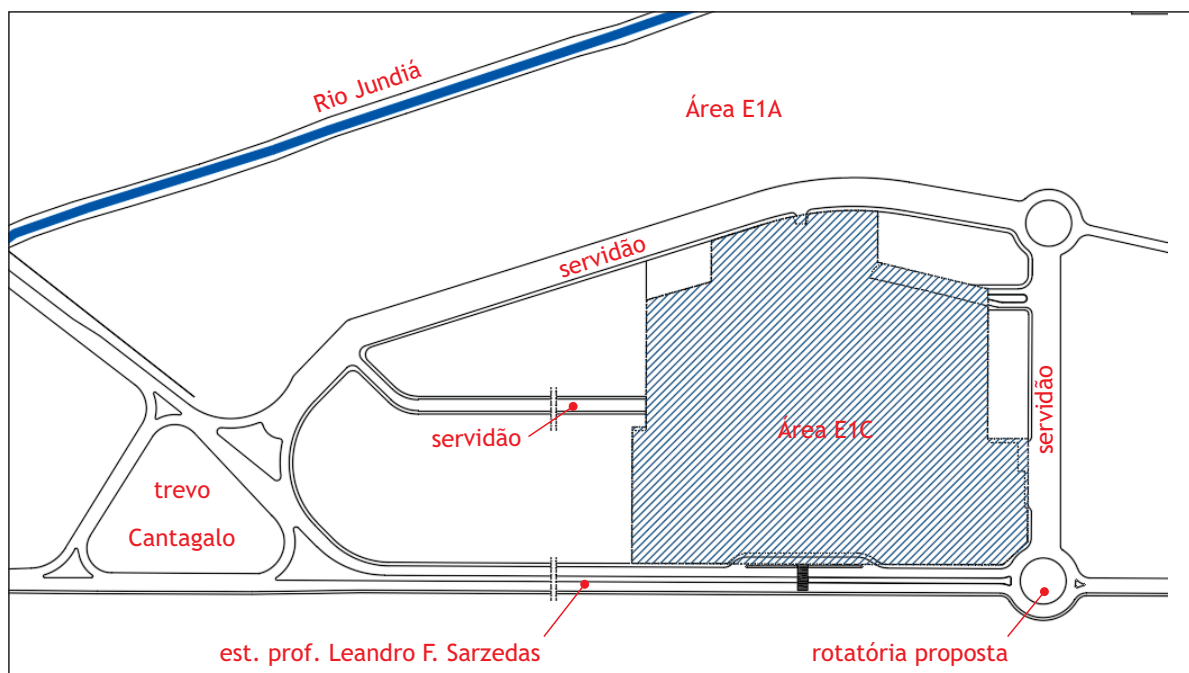 Rio Jundiá
Área E1A
servidão
servidão
Área E1C
servidão
trevo
Cantagalo
est. prof. Leandro F. Sarzedas
rotatória proposta